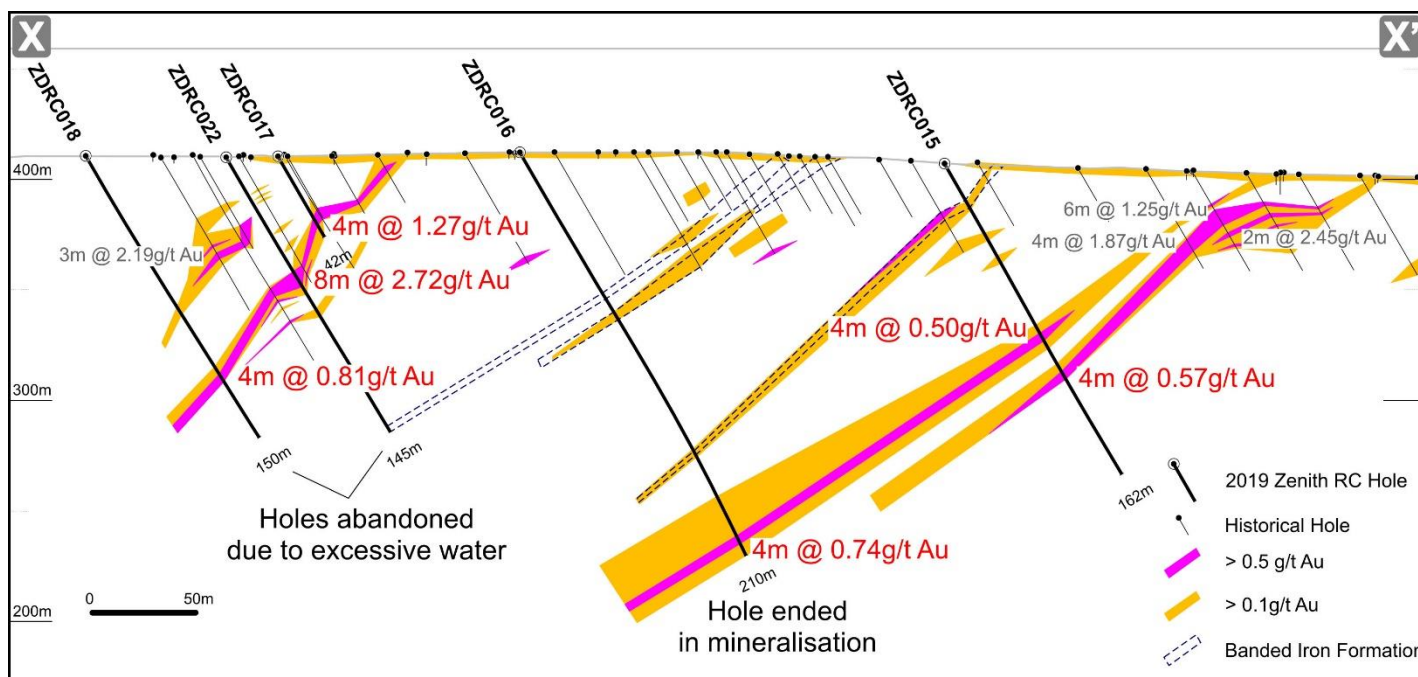 X
X'
ZDRC018
ZDRC022
ZDRC017
ZDRC016
ZDRC015
400m
300m
200m
3m @ 2.19g/t Au
4m @ 1.27g/t Au
42m
8m @ 2.72g/t Au
4m @ 0.81g/t Au
6m @ 1.25g/t Au
4m @ 1.87g/t Au
2m @ 2.45g/t Au
4m @ 0.50g/t Au
4m @ 0.57g/t Au
150m
145m
162m
Holes abandoned
due to excessive water
4m @ 0.74g/t Au
210m
Hole ended
in mineralisation
0
50m
2019 Zenith RC Hole
Historical Hole
> 0.5 g/t Au
> 0.1g/t Au
Banded Iron Formation